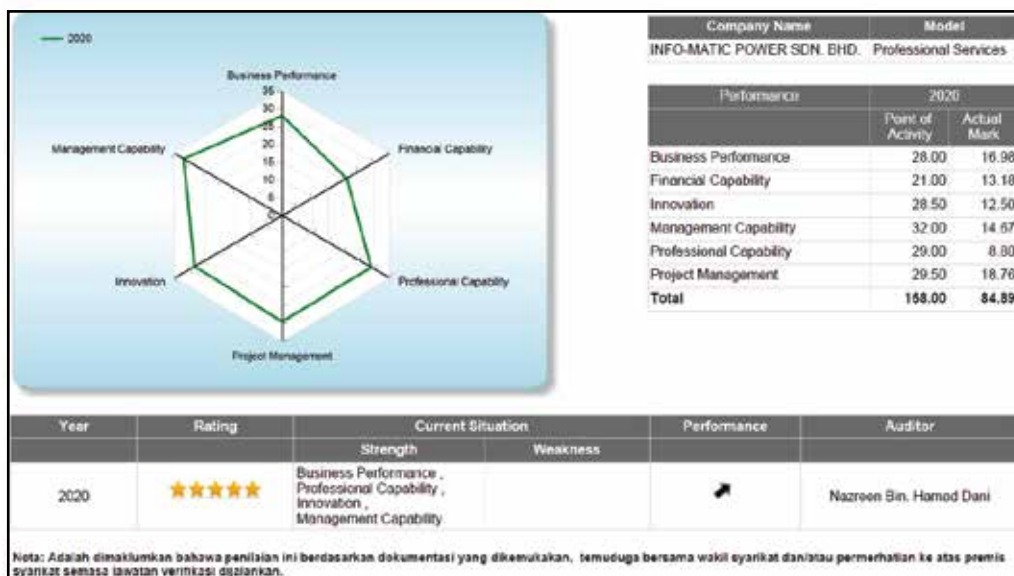 2020
Business Performance
35
30
25
20
15
10
5
0
Management Capability
Financial Capability
Innovation
Professional Capability
Project Management
Company Name Model
INFO-MATIC POWER SDN. BHD. Professional Services
Performance 2020
Point of Activity Actual Mark
Business Performance 28.00 16.98
Financial Capability 21.00 13.18
Innovation 28.50 12.50
Management Capability 32.00 14.67
Professional Capability 29.00 8.80
Project Management 29.50 18.76
Total 168.00 84.89
Year Rating Current Situation Performance Auditor
Strength Weakness
2020 Business Performance , Nazreen Bin. Hamod Dani
Professional Capability ,
Innovation ,
Management Capability
Nota: Adalah dimaklumkan bahawa penilaian ini berdasarkan dokumentasi yang dikemukakan, temuduga bersama wakil syarikat dan/atau permerhatian ke atas premis
syarikat semasa lawatan verifikasi dijalankan.